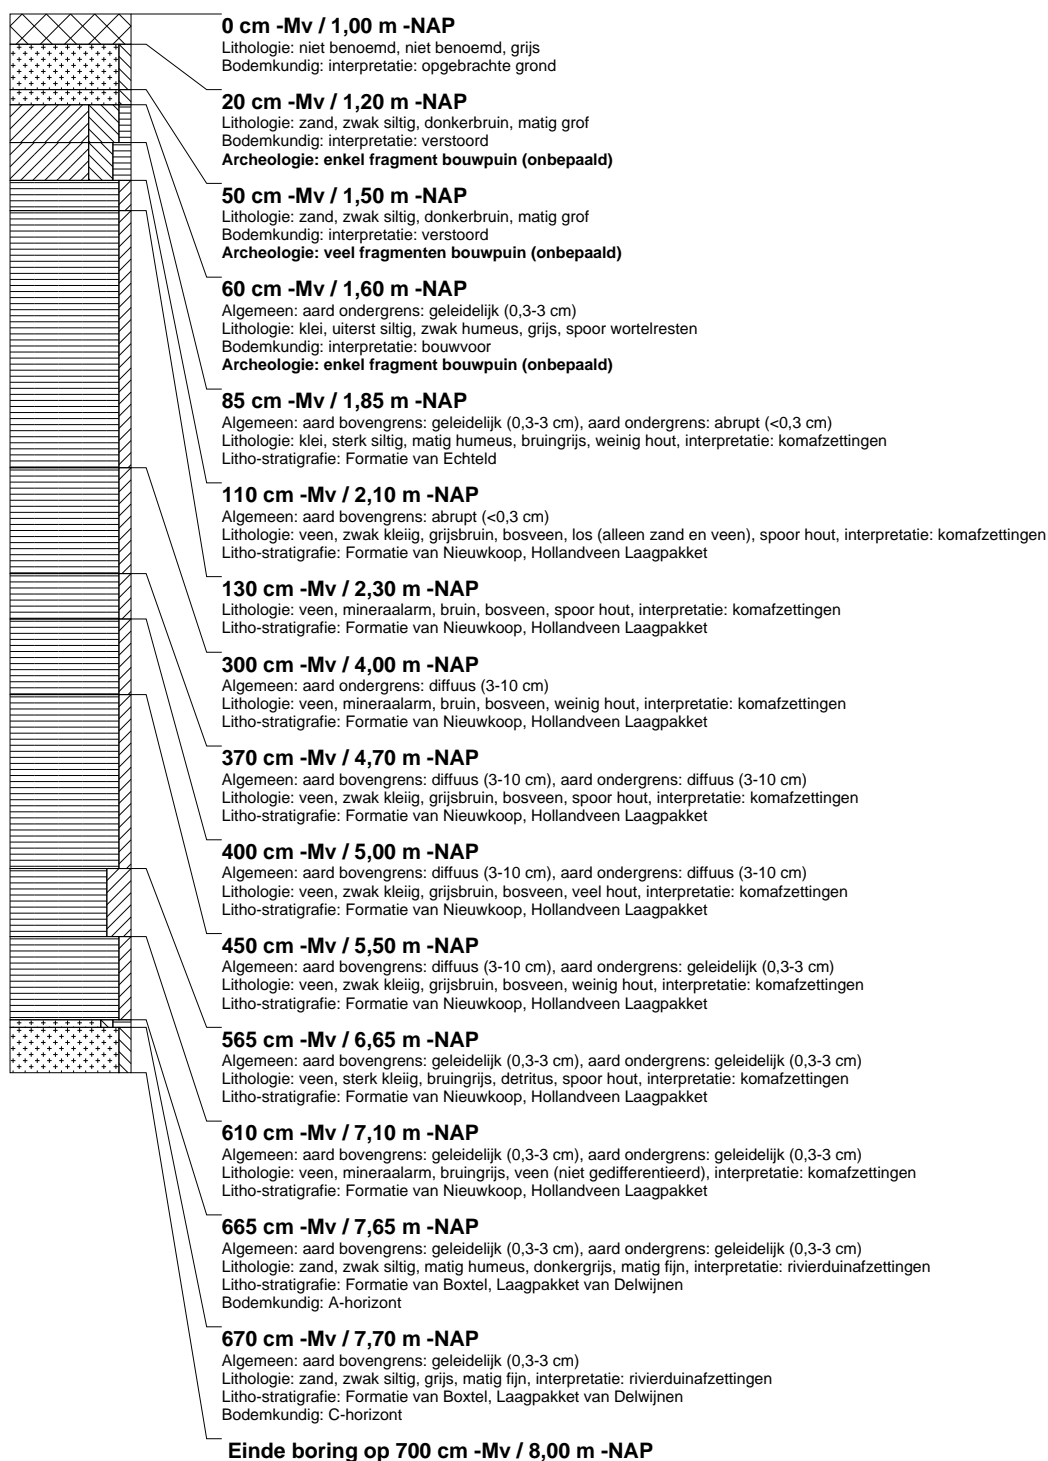 0 cm -Mv / 1,00 m -NAP
Lithologie: niet benoemd, niet benoemd, grijs
Bodemkundig: interpretatie: opgebrachte grond
20 cm -Mv / 1,20 m -NAP
Lithologie: zand, zwak siltig, donkerbruin, matig grof
Bodemkundig: interpretatie: verstoord
Archeologie: enkel fragment bouwpuin (onbepaald)
50 cm -Mv / 1,50 m -NAP
Lithologie: zand, zwak siltig, donkerbruin, matig grof
Bodemkundig: interpretatie: verstoord
Archeologie: veel fragmenten bouwpuin (onbepaald)
60 cm -Mv / 1,60 m -NAP
Algemeen: aard ondergrens: geleidelijk (0,3-3 cm)
Lithologie: klei, uiterst siltig, zwak humeus, grijs, spoor wortelresten
Bodemkundig: interpretatie: bouwvoor
Archeologie: enkel fragment bouwpuin (onbepaald)
85 cm -Mv / 1,85 m -NAP
Algemeen: aard bovengrens: geleidelijk (0,3-3 cm), aard ondergrens: abrupt (<0,3 cm)
Lithologie: klei, sterk siltig, matig humeus, bruingrijs, weinig hout, interpretatie: komafzettingen
Litho-stratigrafie: Formatie van Echteld
110 cm -Mv / 2,10 m -NAP
Algemeen: aard bovengrens: abrupt (<0,3 cm)
Lithologie: veen, zwak kleiig, grijsbruin, bosveen, los (alleen zand en veen), spoor hout, interpretatie: komafzettingen
Litho-stratigrafie: Formatie van Nieuwkoop, Hollandveen Laagpakket
130 cm -Mv / 2,30 m -NAP
Lithologie: veen, mineraalarm, bruin, bosveen, spoor hout, interpretatie: komafzettingen
Litho-stratigrafie: Formatie van Nieuwkoop, Hollandveen Laagpakket
300 cm -Mv / 4,00 m -NAP
Algemeen: aard ondergrens: diffuus (3-10 cm)
Lithologie: veen, mineraalarm, bruin, bosveen, weinig hout, interpretatie: komafzettingen
Litho-stratigrafie: Formatie van Nieuwkoop, Hollandveen Laagpakket
370 cm -Mv / 4,70 m -NAP
Algemeen: aard bovengrens: diffuus (3-10 cm), aard ondergrens: diffuus (3-10 cm)
Lithologie: veen, zwak kleiig, grijsbruin, bosveen, spoor hout, interpretatie: komafzettingen
Litho-stratigrafie: Formatie van Nieuwkoop, Hollandveen Laagpakket
400 cm -Mv / 5,00 m -NAP
Algemeen: aard bovengrens: diffuus (3-10 cm), aard ondergrens: diffuus (3-10 cm)
Lithologie: veen, zwak kleiig, grijsbruin, bosveen, veel hout, interpretatie: komafzettingen
Litho-stratigrafie: Formatie van Nieuwkoop, Hollandveen Laagpakket
450 cm -Mv / 5,50 m -NAP
Algemeen: aard bovengrens: diffuus (3-10 cm), aard ondergrens: geleidelijk (0,3-3 cm)
Lithologie: veen, zwak kleiig, grijsbruin, bosveen, weinig hout, interpretatie: komafzettingen
Litho-stratigrafie: Formatie van Nieuwkoop, Hollandveen Laagpakket
565 cm -Mv / 6,65 m -NAP
Algemeen: aard bovengrens: geleidelijk (0,3-3 cm), aard ondergrens: geleidelijk (0,3-3 cm)
Lithologie: veen, sterk kleiig, bruingrijs, detritus, spoor hout, interpretatie: komafzettingen
Litho-stratigrafie: Formatie van Nieuwkoop, Hollandveen Laagpakket
610 cm -Mv / 7,10 m -NAP
Algemeen: aard bovengrens: geleidelijk (0,3-3 cm), aard ondergrens: geleidelijk (0,3-3 cm)
Lithologie: veen, mineraalarm, bruingrijs, veen (niet gedifferentieerd), interpretatie: komafzettingen
Litho-stratigrafie: Formatie van Nieuwkoop, Hollandveen Laagpakket
665 cm -Mv / 7,65 m -NAP
Algemeen: aard bovengrens: geleidelijk (0,3-3 cm), aard ondergrens: geleidelijk (0,3-3 cm)
Lithologie: zand, zwak siltig, matig humeus, donkergrijs, matig fijn, interpretatie: rivierduinafzettingen
Litho-stratigrafie: Formatie van Boxtel, Laagpakket van Delwijnen
Bodemkundig: A-horizont
670 cm -Mv / 7,70 m -NAP
Algemeen: aard bovengrens: geleidelijk (0,3-3 cm)
Lithologie: zand, zwak siltig, grijs, matig fijn, interpretatie: rivierduinafzettingen
Litho-stratigrafie: Formatie van Boxtel, Laagpakket van Delwijnen
Bodemkundig: C-horizont
Einde boring op 700 cm -Mv / 8,00 m -NAP